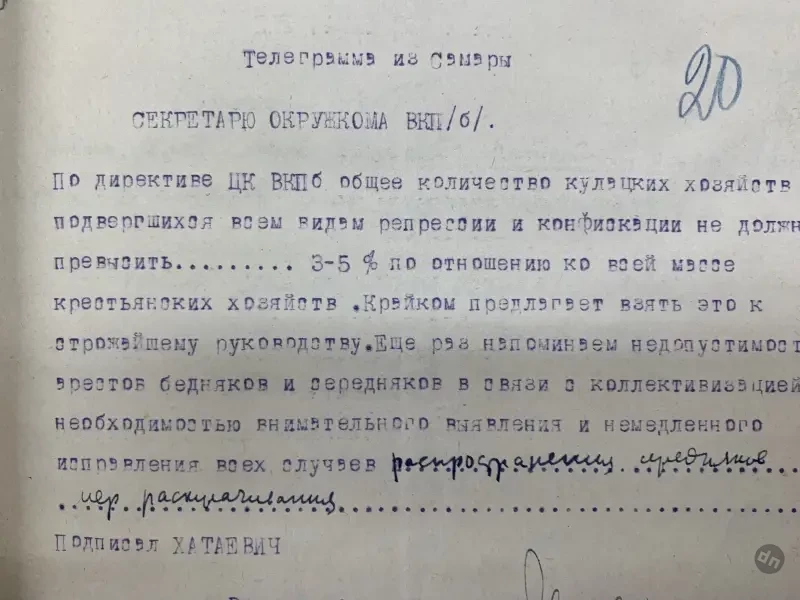 Телеграмма из Самары
20
СЕКРЕТАРЮ ОКРУЖКОМА ВКП/б/.
По директиве ЦК ВКПб общее количество кулацких хозяйств
подвергшихся всем видам репрессии и конфискации не должн
превысить......... 3-5 % по отношению ко всей массе
крестьянских хозяйств .Крайком предлагает взять это к
строжайшему руководству.Еще раз напоминаем недопустимост
арестов бедняков и середняков в связи с коллективизацией
необходимостью внимательного выявления и немедленного
исправления всех случаев распространения
мер раскулачивания
Подписал ХАТАЕВИЧ
dn